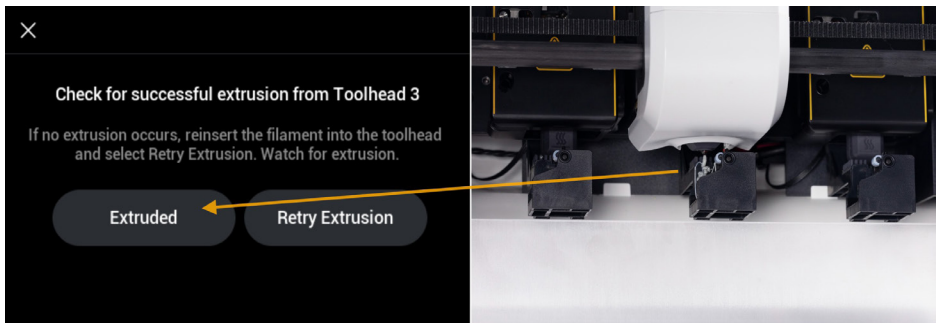 Check for successful extrusion from Toolhead 3
If no extrusion occurs, reinsert the filament into the toolhead
and select Retry Extrusion. Watch for extrusion.
Extruded
Retry Extrusion